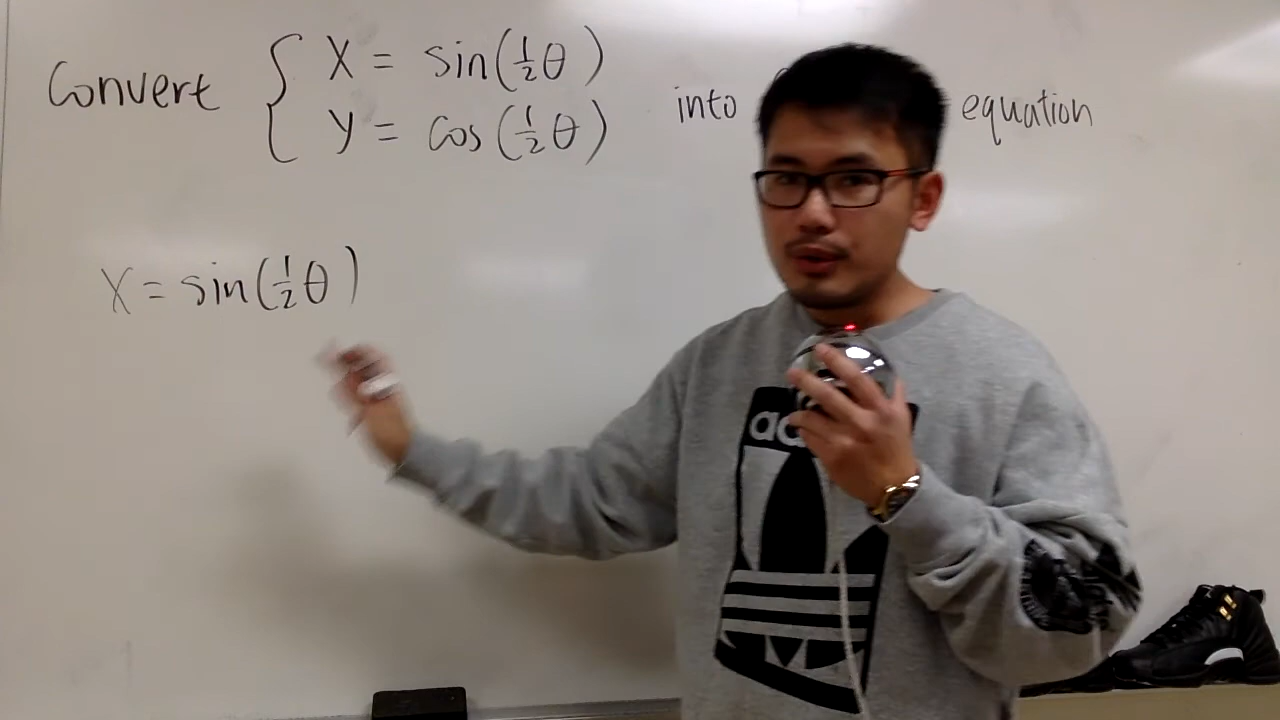 Convert { X = sin(½θ) into equation
y = cos(½θ)
X = sin(½θ)